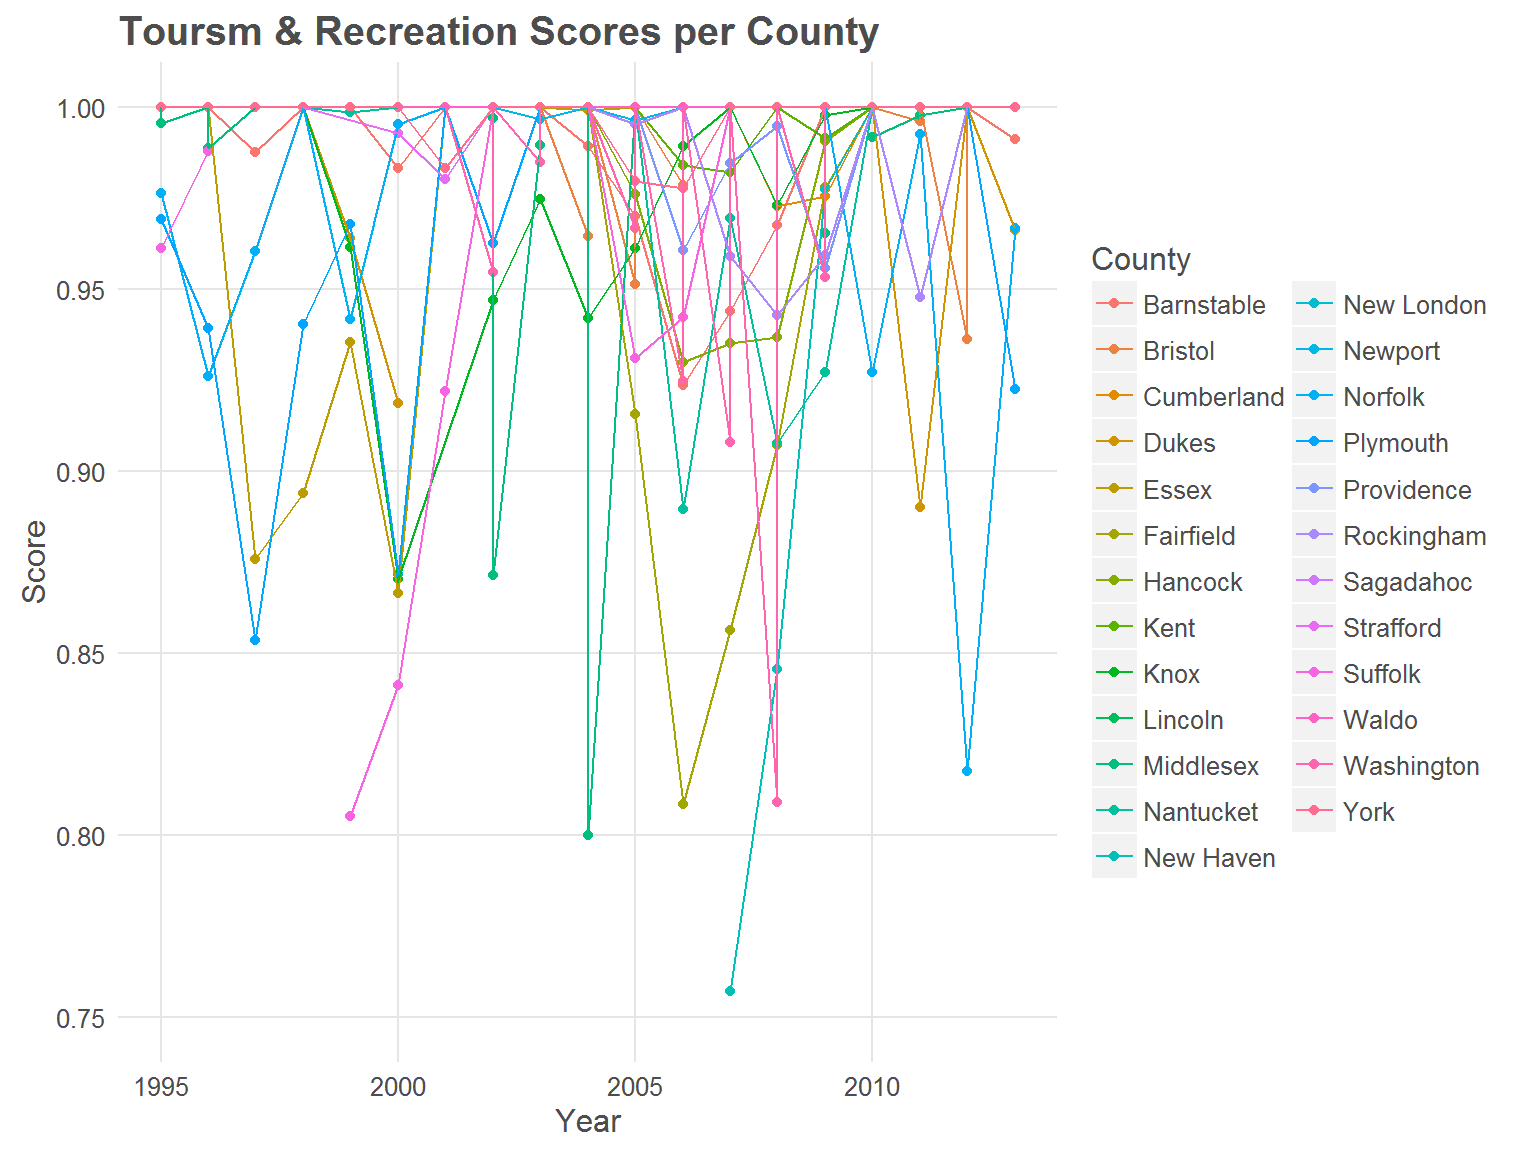 Toursm & Recreation Scores per County
1.00
0.95
0.90
0.85
0.80
0.75
Score
1995 2000 2005 2010
Year
County
Barnstable
Bristol
Cumberland
Dukes
Essex
Fairfield
Hancock
Kent
Knox
Lincoln
Middlesex
Nantucket
New Haven
New London
Newport
Norfolk
Plymouth
Providence
Rockingham
Sagadahoc
Strafford
Suffolk
Waldo
Washington
York